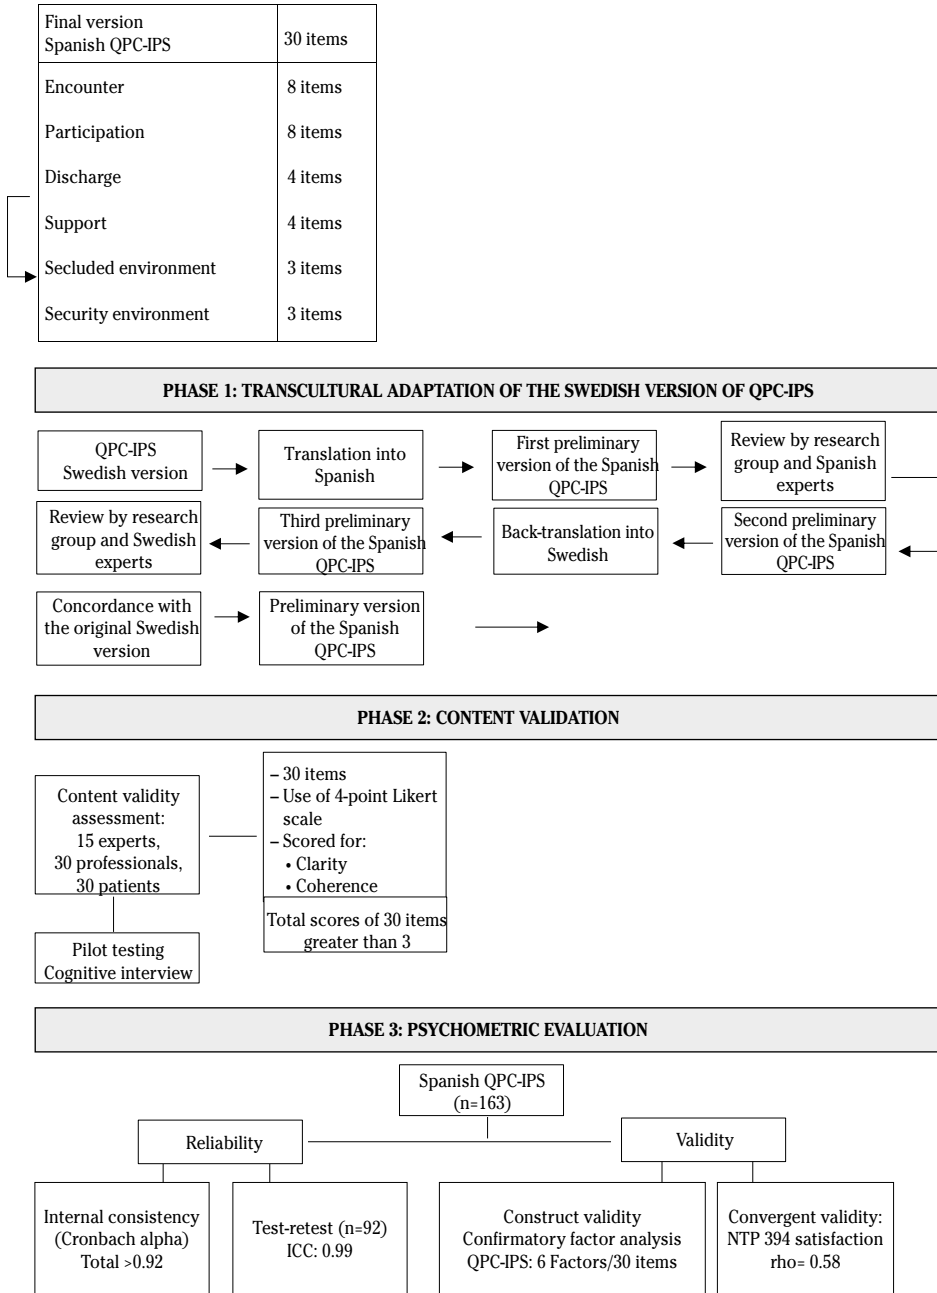 Final version
Spanish QPC-IPS
30 items
Encounter
8 items
Participation
8 items
Discharge
4 items
Support
4 items
Secluded environment
3 items
Security environment
3 items
PHASE 1: TRANSCULTURAL ADAPTATION OF THE SWEDISH VERSION OF QPC-IPS
QPC-IPS
Swedish version
Translation into
Spanish
First preliminary
version of the Spanish
QPC-IPS
Review by research
group and Spanish
experts
Review by research
group and Swedish
experts
Third preliminary
version of the Spanish
QPC-IPS
Back-translation into
Swedish
Second preliminary
version of the Spanish
QPC-IPS
Concordance with
the original Swedish
version
Preliminary version
of the Spanish
QPC-IPS
PHASE 2: CONTENT VALIDATION
Content validity
assessment:
15 experts,
30 professionals,
30 patients
– 30 items
– Use of 4-point Likert
scale
– Scored for:
• Clarity
• Coherence
Total scores of 30 items
greater than 3
Pilot testing
Cognitive interview
PHASE 3: PSYCHOMETRIC EVALUATION
Spanish QPC-IPS
(n=163)
Reliability
Validity
Internal consistency
(Cronbach alpha)
Total >0.92
Test-retest (n=92)
ICC: 0.99
Construct validity
Confirmatory factor analysis
QPC-IPS: 6 Factors/30 items
Convergent validity:
NTP 394 satisfaction
rho= 0.58